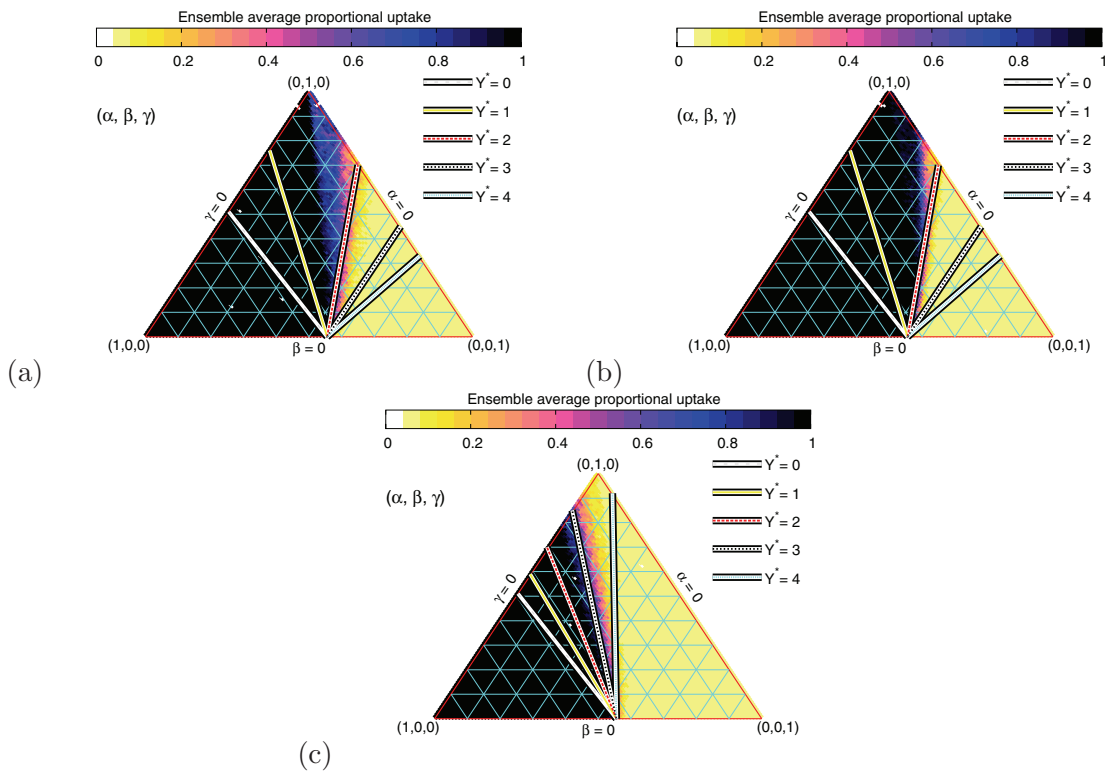 Ensemble average proportional uptake
0 0.2 0.4 0.6 0.8 1
(0,1,0)
Y* = 0
(α, β, γ)
Y* = 1
Y* = 2
Y* = 3
Y* = 4
γ = 0
α = 0
(1,0,0)
β = 0
(0,0,1)
(a)
Ensemble average proportional uptake
0 0.2 0.4 0.6 0.8 1
(0,1,0)
Y* = 0
(α, β, γ)
Y* = 1
Y* = 2
Y* = 3
Y* = 4
γ = 0
α = 0
(1,0,0)
β = 0
(0,0,1)
(b)
Ensemble average proportional uptake
0 0.2 0.4 0.6 0.8 1
(0,1,0)
Y* = 0
(α, β, γ)
Y* = 1
Y* = 2
Y* = 3
Y* = 4
γ = 0
α = 0
(1,0,0)
β = 0
(0,0,1)
(c)